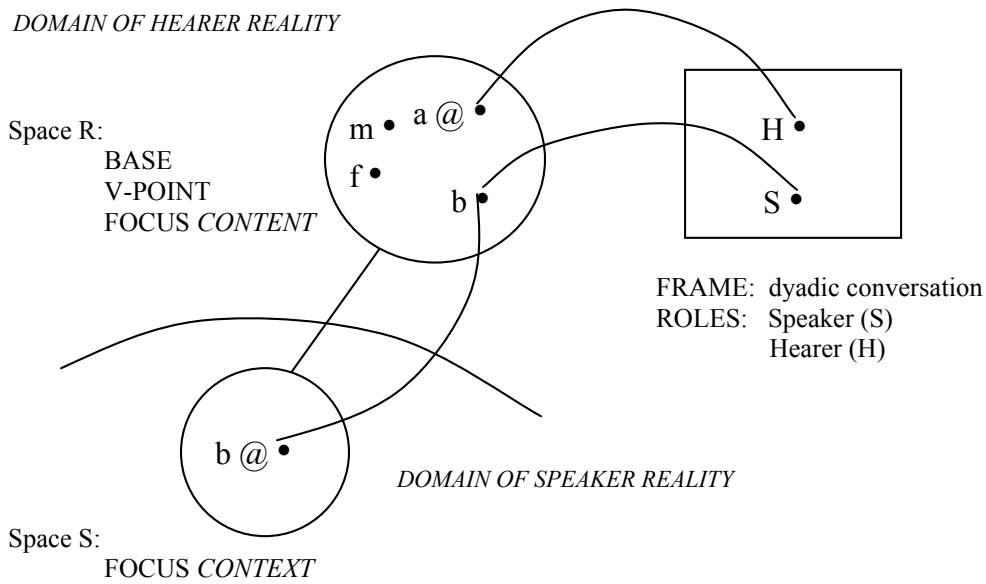 DOMAIN OF HEARER REALITY
Space R:
BASE
V-POINT
FOCUS CONTENT
a @
m
f
b
H
S
FRAME: dyadic conversation
ROLES: Speaker (S)
Hearer (H)
b @
DOMAIN OF SPEAKER REALITY
Space S:
FOCUS CONTEXT